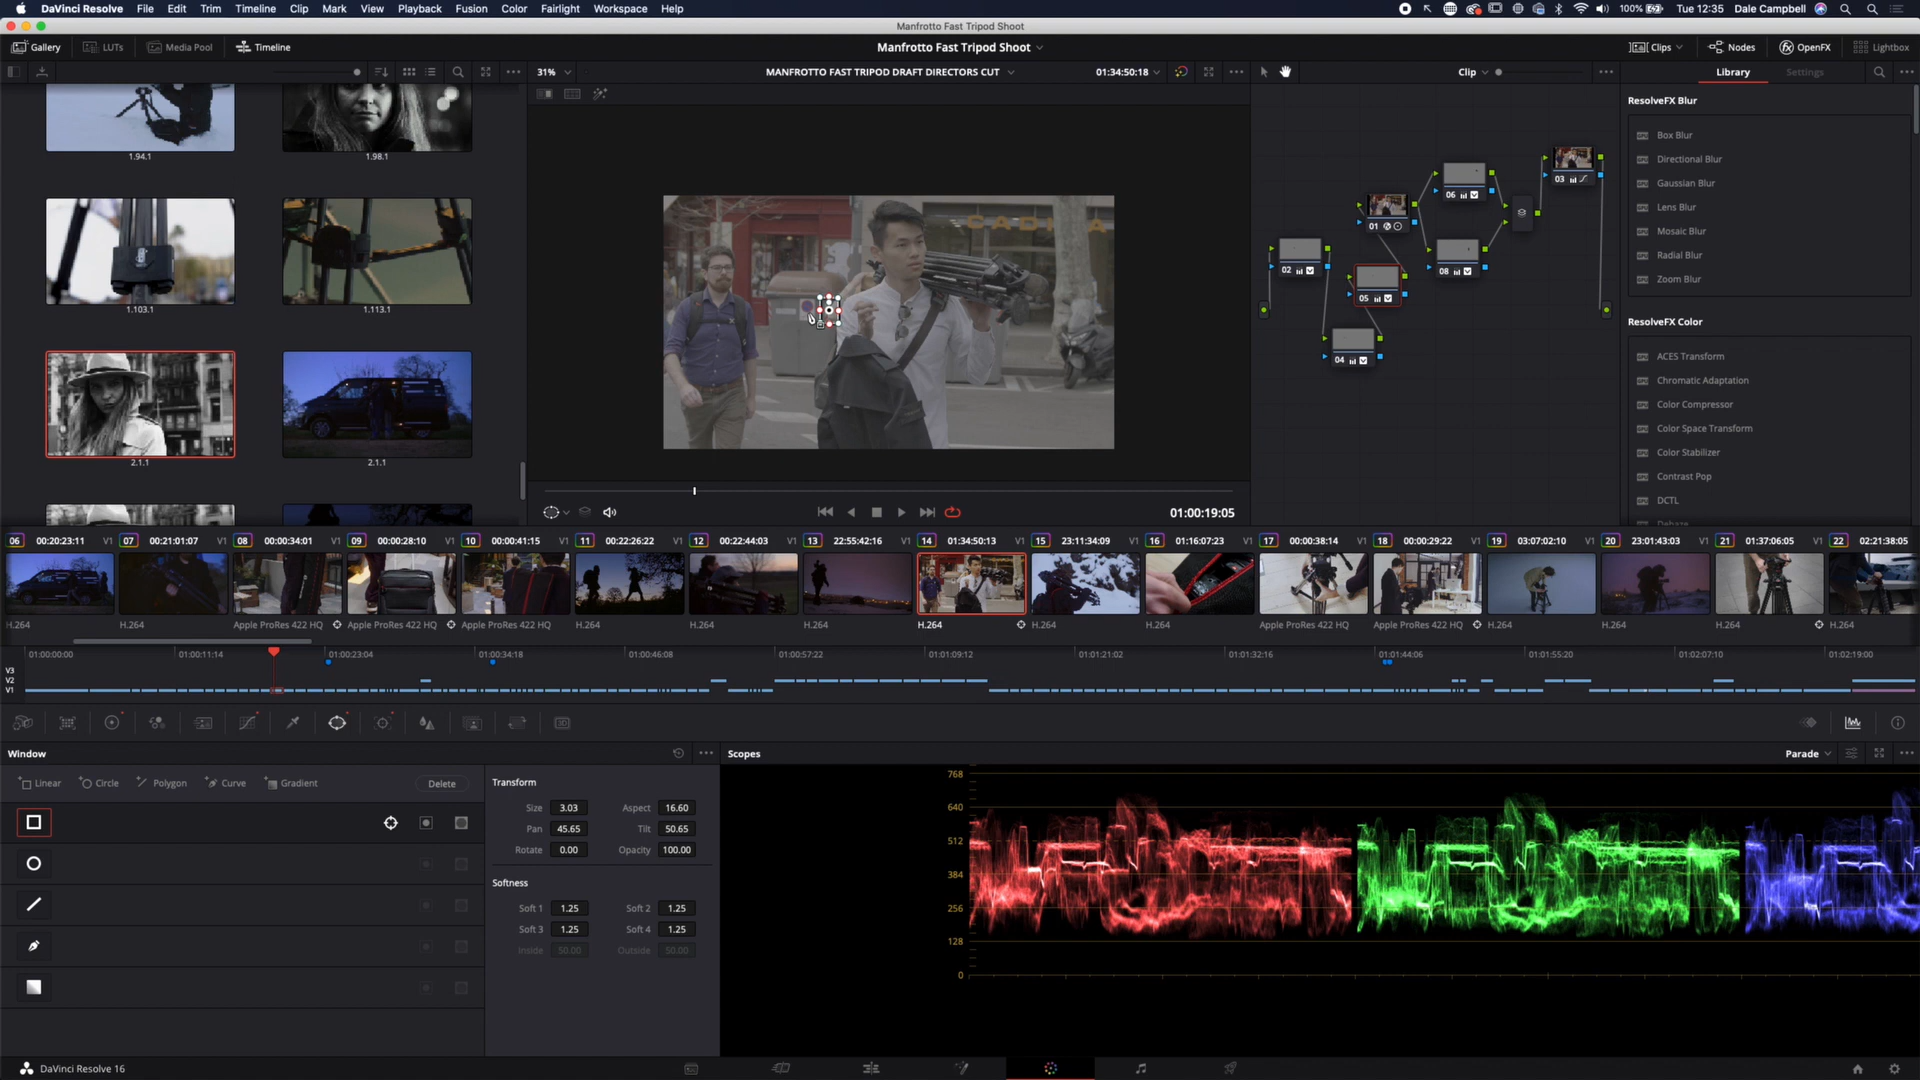 DaVinci Resolve File Edit Trim Timeline Clip Mark View Playback Fusion Color Fairlight Workspace Help 100% Tue 12:35 Dale Campbell
Manfrotto Fast Tripod Shoot
Gallery LUTs Media Pool Timeline Manfrotto Fast Tripod Shoot Clips Nodes OpenFX Lightbox
31% MANFROTTO FAST TRIPOD DRAFT DIRECTORS CUT 01:34:50:18 Clip Library Settings
ResolveFX Blur
Box Blur
Directional Blur
Gaussian Blur
Lens Blur
Mosaic Blur
Radial Blur
Zoom Blur
ResolveFX Color
ACES Transform
Chromatic Adaptation
Color Compressor
Color Space Transform
Color Stabilizer
Contrast Pop
DCTL
1.94.1 1.98.1
1.103.1 1.113.1
2.1.1 2.1.1
03
06
01
02 08
05
04
01:00:19:05
06 00:20:23:11 V1 07 00:21:01:07 V1 08 00:00:34:01 V1 09 00:00:28:10 V1 10 00:00:41:15 V1 11 00:22:26:22 V1 12 00:22:44:03 V1 13 22:55:42:16 V1 14 01:34:50:13 V1 15 23:11:34:09 V1 16 01:16:07:23 V1 17 00:00:38:14 V1 18 00:00:29:22 V1 19 03:07:02:10 V1 20 23:01:43:03 V1 21 01:37:06:05 V1 22 02:21:38:05
H.264 H.264 Apple ProRes 422 HQ Apple ProRes 422 HQ Apple ProRes 422 HQ H.264 H.264 H.264 H.264 H.264 H.264 Apple ProRes 422 HQ Apple ProRes 422 HQ H.264 H.264 H.264 H.264
01:00:00:00 01:00:11:14 01:00:23:04 01:00:34:18 01:00:46:08 01:00:57:22 01:01:09:12 01:01:21:02 01:01:32:16 01:01:44:06 01:01:55:20 01:02:07:10 01:02:19:00
V3
V2
V1
Window Scopes Parade
Linear Circle Polygon Curve Gradient Delete
Transform
Size 3.03 Aspect 16.60
Pan 45.65 Tilt 50.65
Rotate 0.00 Opacity 100.00
Softness
Soft 1 1.25 Soft 2 1.25
Soft 3 1.25 Soft 4 1.25
Inside 50.00 Outside 50.00
768
640
512
384
256
128
0
DaVinci Resolve 16